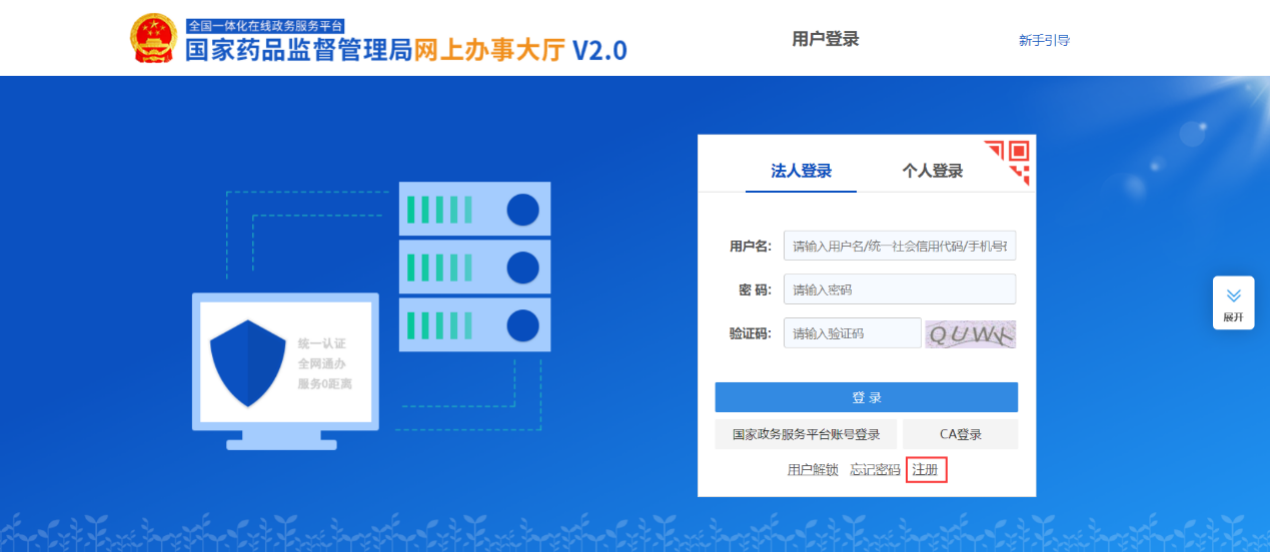 全国一体化在线政务服务平台
国家药品监督管理局网上办事大厅 V2.0
用户登录
新手引导
法人登录
个人登录
用户名:
请输入用户名/统一社会信用代码/手机号
密 码:
请输入密码
验证码:
请输入验证码
QUWK
登 录
国家政务服务平台账号登录
CA登录
用户解锁 忘记密码 注册
统一认证
全网通办
服务0距离
展开